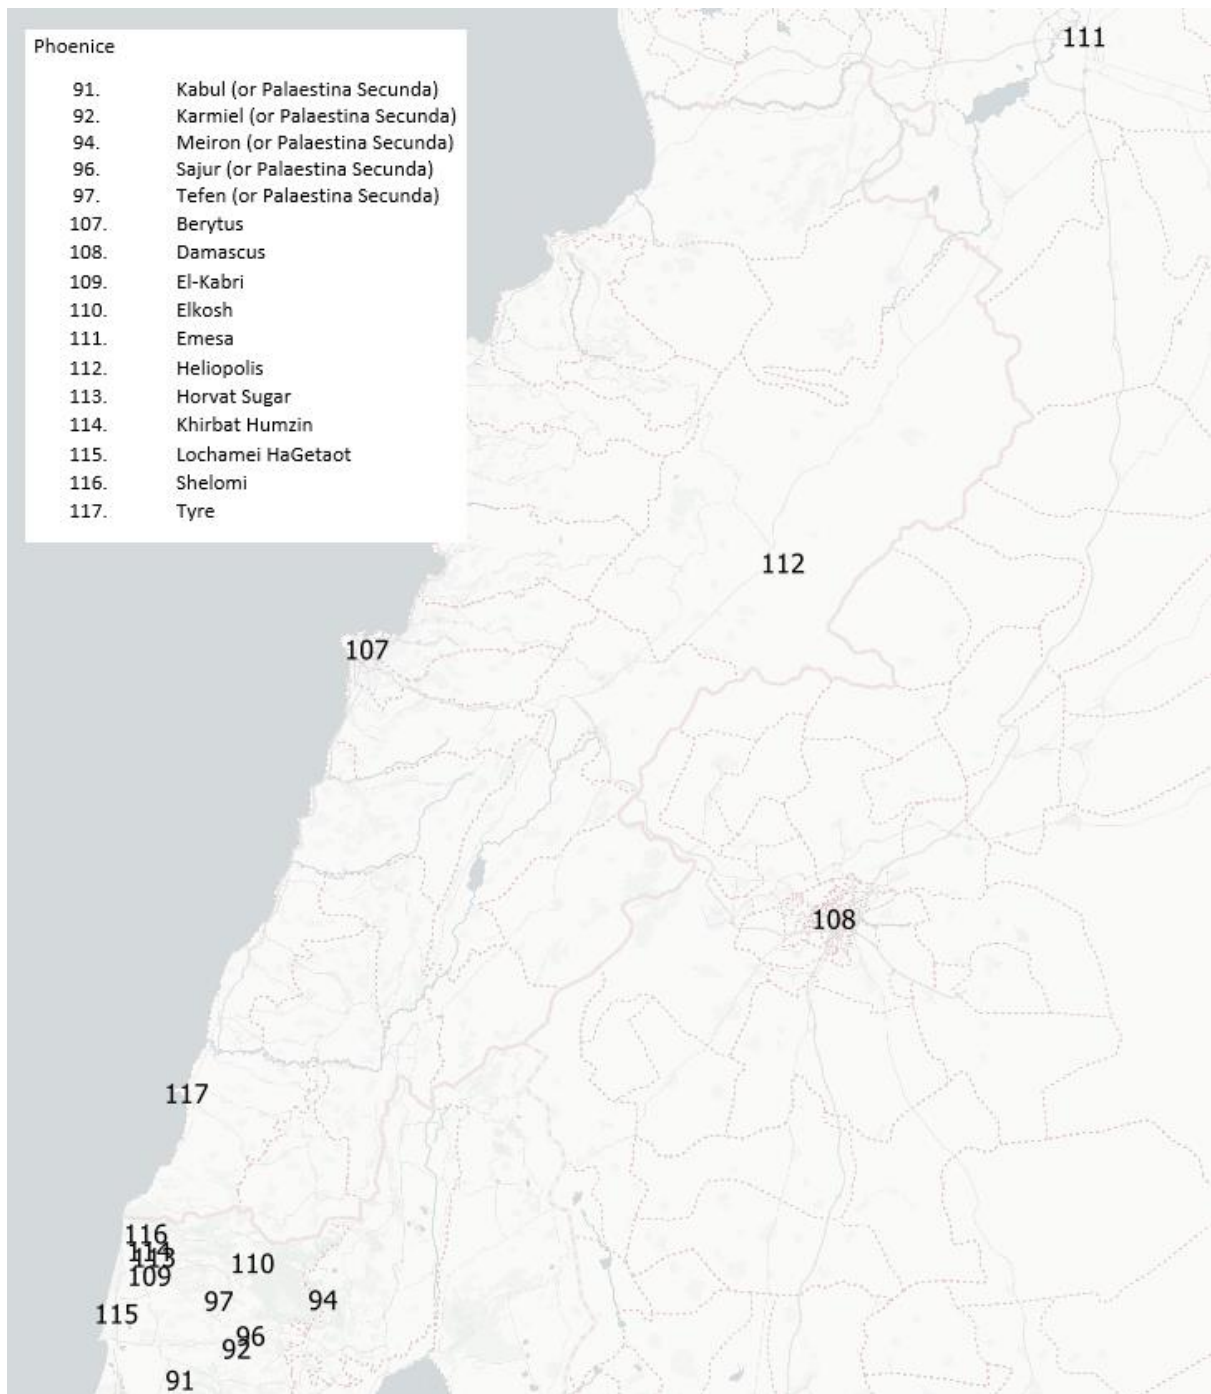 Phoenice
91. Kabul (or Palaestina Secunda)
92. Karmiel (or Palaestina Secunda)
94. Meiron (or Palaestina Secunda)
96. Sajur (or Palaestina Secunda)
97. Tefen (or Palaestina Secunda)
107. Berytus
108. Damascus
109. El-Kabri
110. Elkosh
111. Emesa
112. Heliopolis
113. Horvat Sugar
114. Khirbat Humzin
115. Lochamei HaGetaot
116. Shelomi
117. Tyre
111
112
107
108
117
116
114
113
110
109
97
94
115
96
92
91